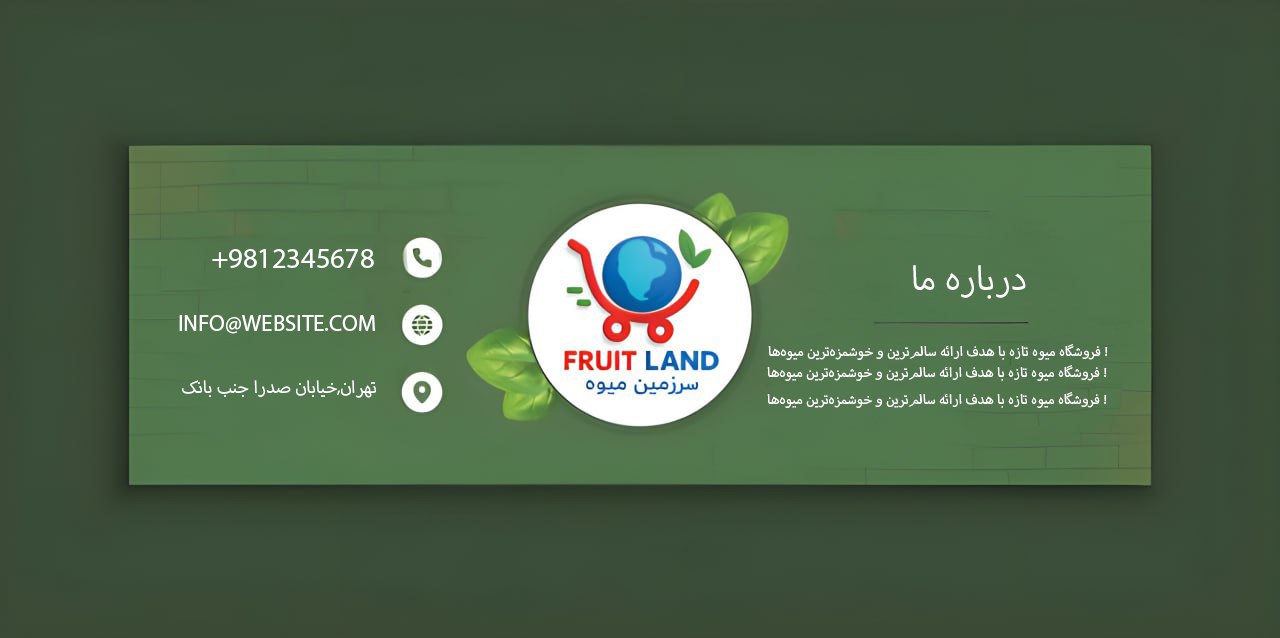 درباره ما
فروشگاه میوه تازه با هدف ارائه سالم‌ترین و خوشمزه‌ترین میوه‌ها !
فروشگاه میوه تازه با هدف ارائه سالم‌ترین و خوشمزه‌ترین میوه‌ها !
فروشگاه میوه تازه با هدف ارائه سالم‌ترین و خوشمزه‌ترین میوه‌ها !
FRUIT LAND
سرزمین میوه
+9812345678
INFO@WEBSITE.COM
تهران,خیابان صدرا جنب بانک